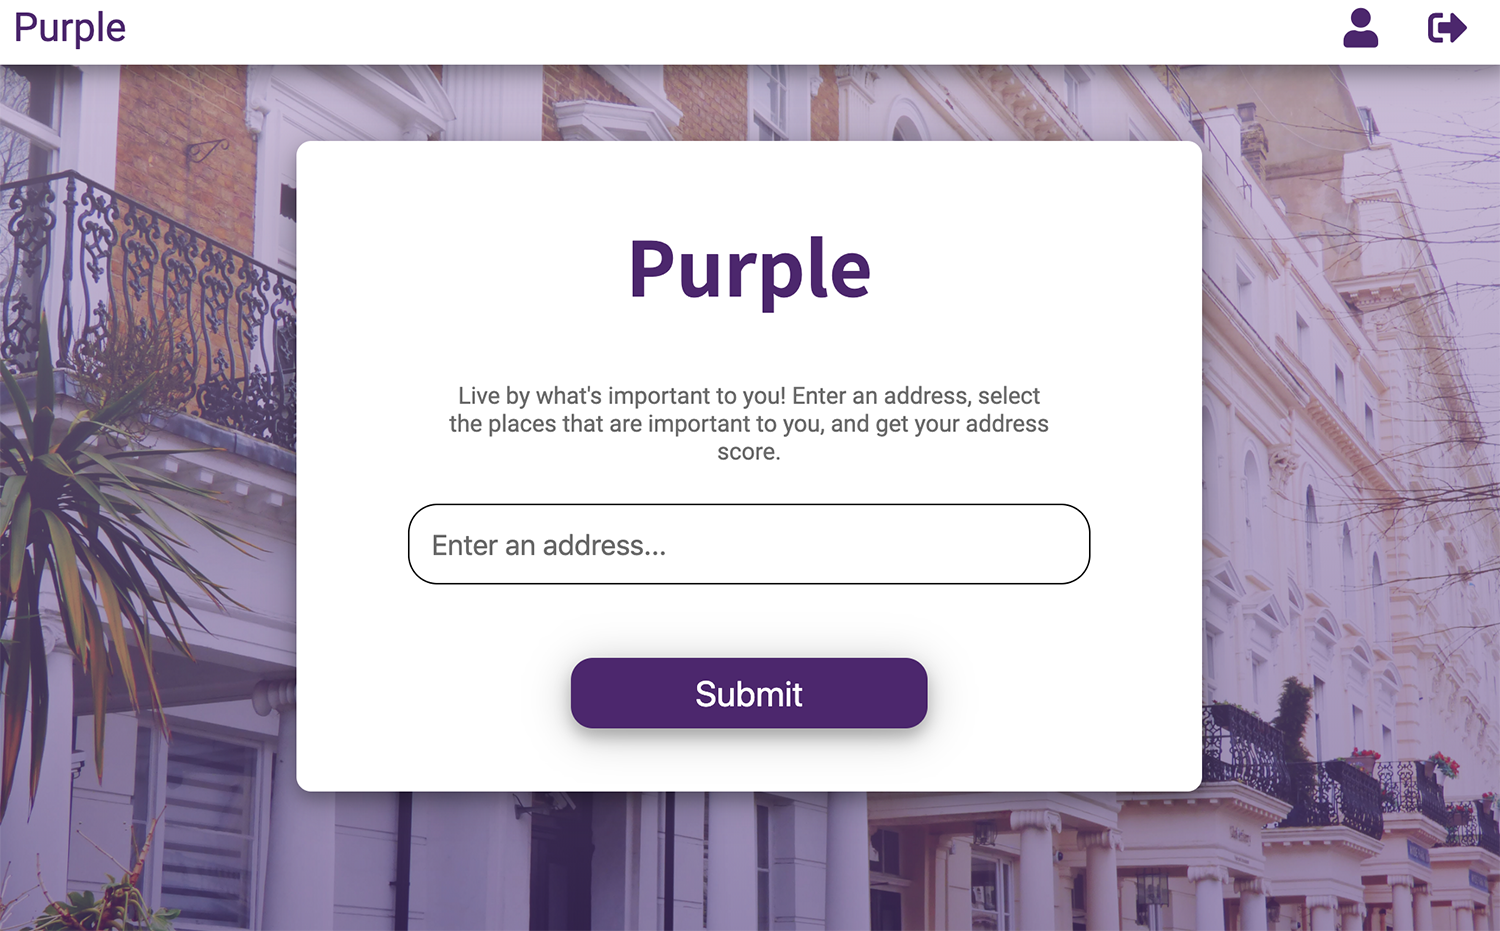 Purple
Purple
Live by what's important to you! Enter an address, select
the places that are important to you, and get your address
score.
Enter an address...
Submit